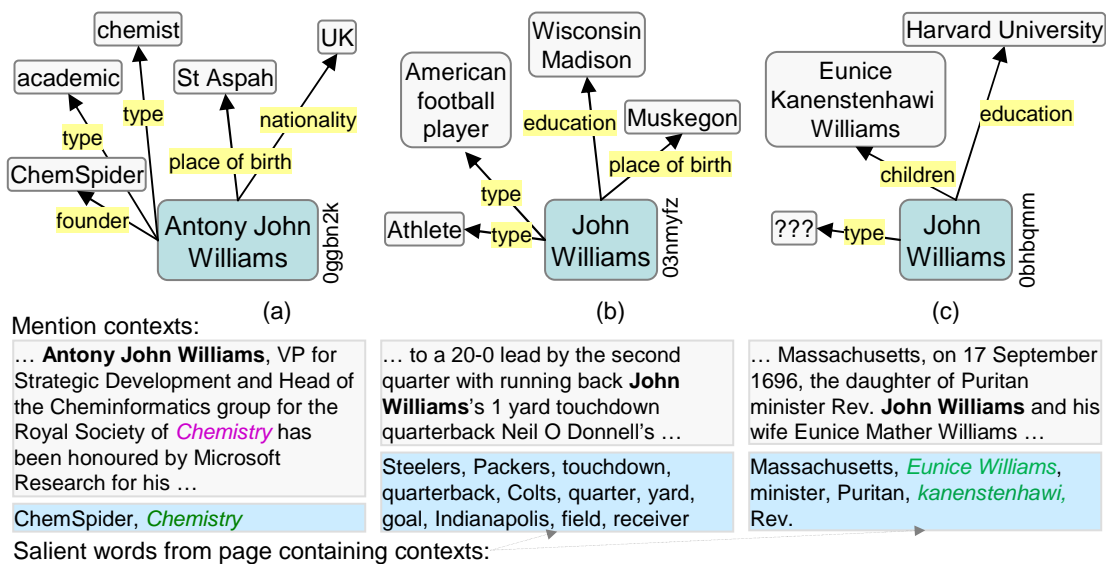 chemist
UK
academic
St Aspah
type
type
nationality
ChemSpider
place of birth
founder
Antony John
Williams
0ggbn2k
(a)
Wisconsin
Madison
American
football
player
education
Muskegon
place of birth
type
Athlete
type
John
Williams
03nmyfz
(b)
Harvard University
Eunice
Kanenstenhawi
Williams
education
children
???
type
John
Williams
0bhbqmm
(c)
Mention contexts:
... Antony John Williams, VP for
Strategic Development and Head of
the Cheminformatics group for the
Royal Society of Chemistry has
been honoured by Microsoft
Research for his ...
ChemSpider, Chemistry
... to a 20-0 lead by the second
quarter with running back John
Williams's 1 yard touchdown
quarterback Neil O Donnell's ...
Steelers, Packers, touchdown,
quarterback, Colts, quarter, yard,
goal, Indianapolis, field, receiver
... Massachusetts, on 17 September
1696, the daughter of Puritan
minister Rev. John Williams and his
wife Eunice Mather Williams ...
Massachusetts, Eunice Williams,
minister, Puritan, kanenstenhawi,
Rev.
Salient words from page containing contexts: